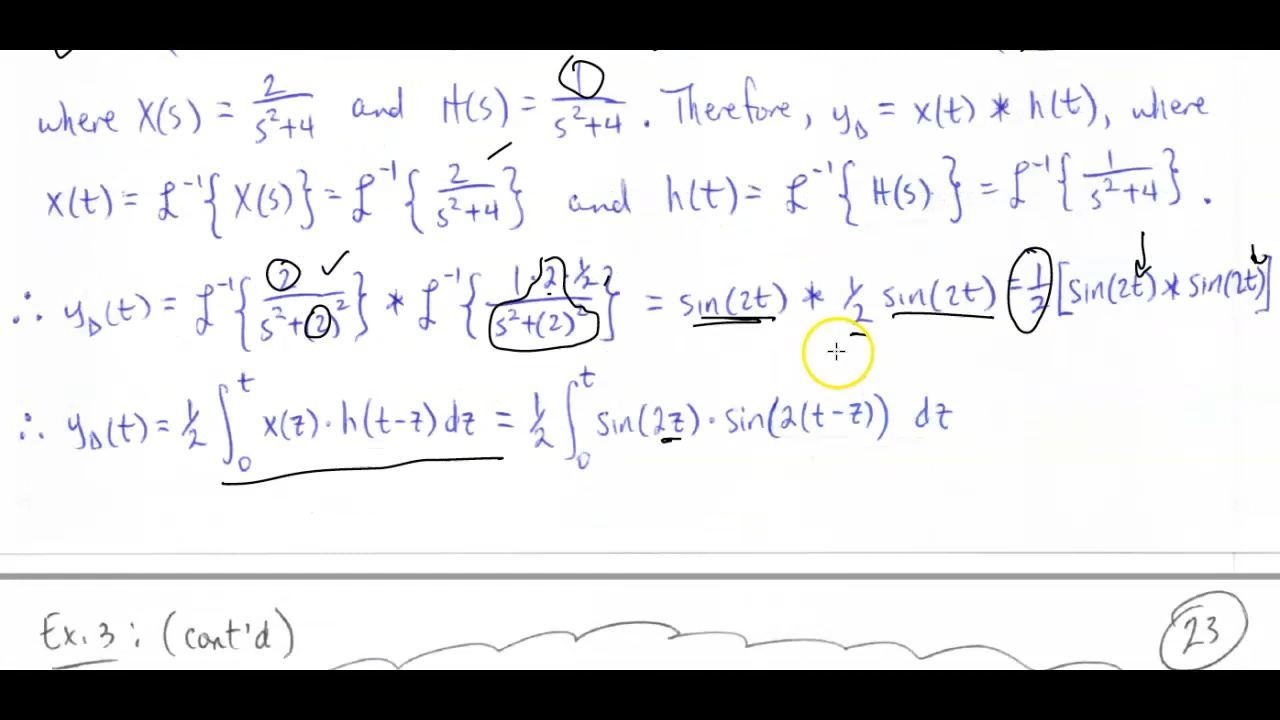 where X(s) = 2/(s²+4) and H(s) = 1/(s²+4). Therefore, y_D = x(t) * h(t), where
x(t) = ℒ⁻¹{X(s)} = ℒ⁻¹{2/(s²+4)} and h(t) = ℒ⁻¹{H(s)} = ℒ⁻¹{1/(s²+4)}.
∴ y_D(t) = ℒ⁻¹{2/(s²+(2)²)} * ℒ⁻¹{1·2·½/(s²+(2)²)} = sin(2t) * ½ sin(2t) = ½[sin(2t) * sin(2t)]
∴ y_D(t) = ½ ∫₀ᵗ x(z)·h(t-z)dz = ½ ∫₀ᵗ sin(2z)·sin(2(t-z)) dz
Ex. 3: (cont'd)
23